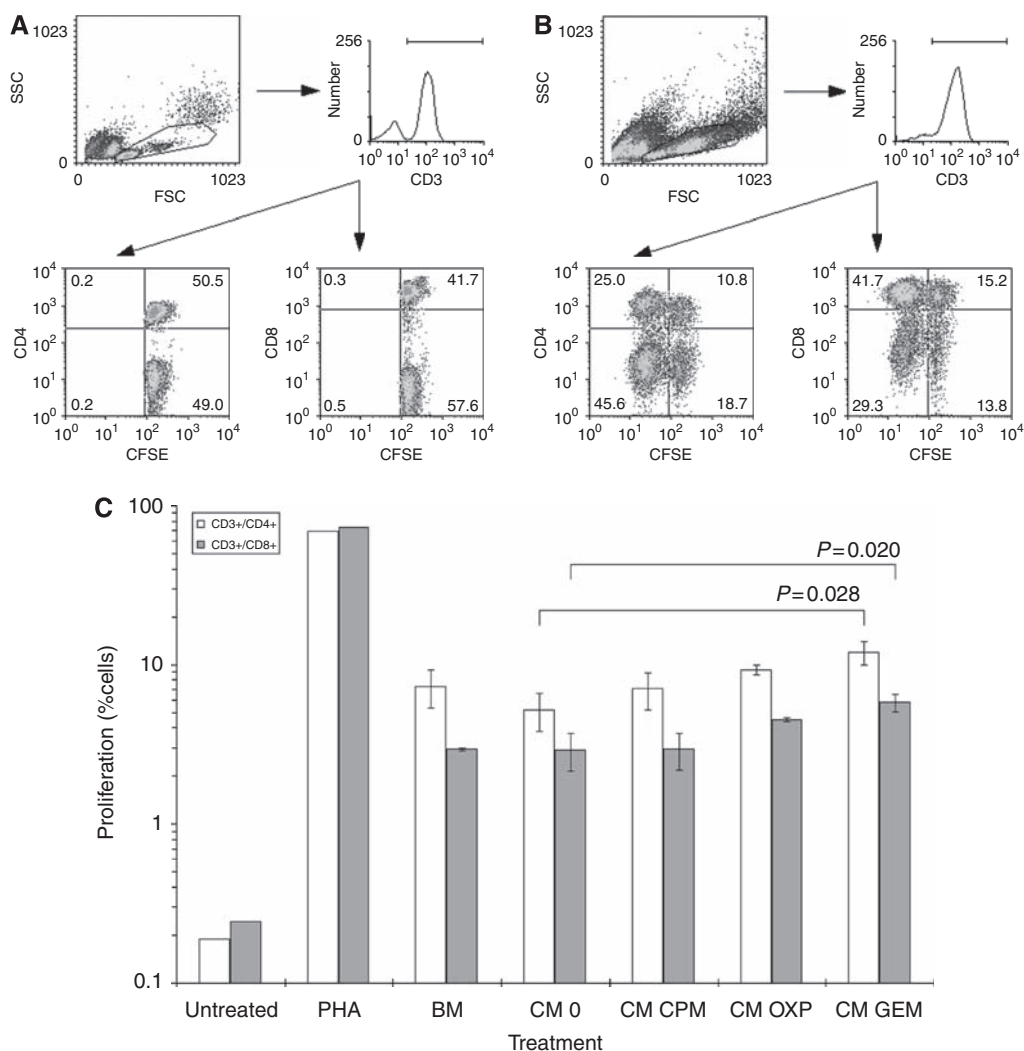 A
1023
SSC
0
0
1023
FSC
256
Number
0
10⁰ 10¹ 10² 10³ 10⁴
CD3
B
1023
SSC
0
0
1023
FSC
256
Number
0
10⁰ 10¹ 10² 10³ 10⁴
CD3
10⁴
10³
10²
10¹
10⁰
CD4
0.2
50.5
0.2
49.0
10⁰ 10¹ 10² 10³ 10⁴
CFSE
10⁴
10³
10²
10¹
10⁰
CD8
0.3
41.7
0.5
57.6
10⁰ 10¹ 10² 10³ 10⁴
CFSE
10⁴
10³
10²
10¹
10⁰
CD4
25.0
10.8
45.6
18.7
10⁰ 10¹ 10² 10³ 10⁴
CFSE
10⁴
10³
10²
10¹
10⁰
CD8
41.7
15.2
29.3
13.8
10⁰ 10¹ 10² 10³ 10⁴
CFSE
C
100
10
1
0.1
Proliferation (%cells)
CD3+/CD4+
CD3+/CD8+
P=0.020
P=0.028
Untreated PHA BM CM 0 CM CPM CM OXP CM GEM
Treatment